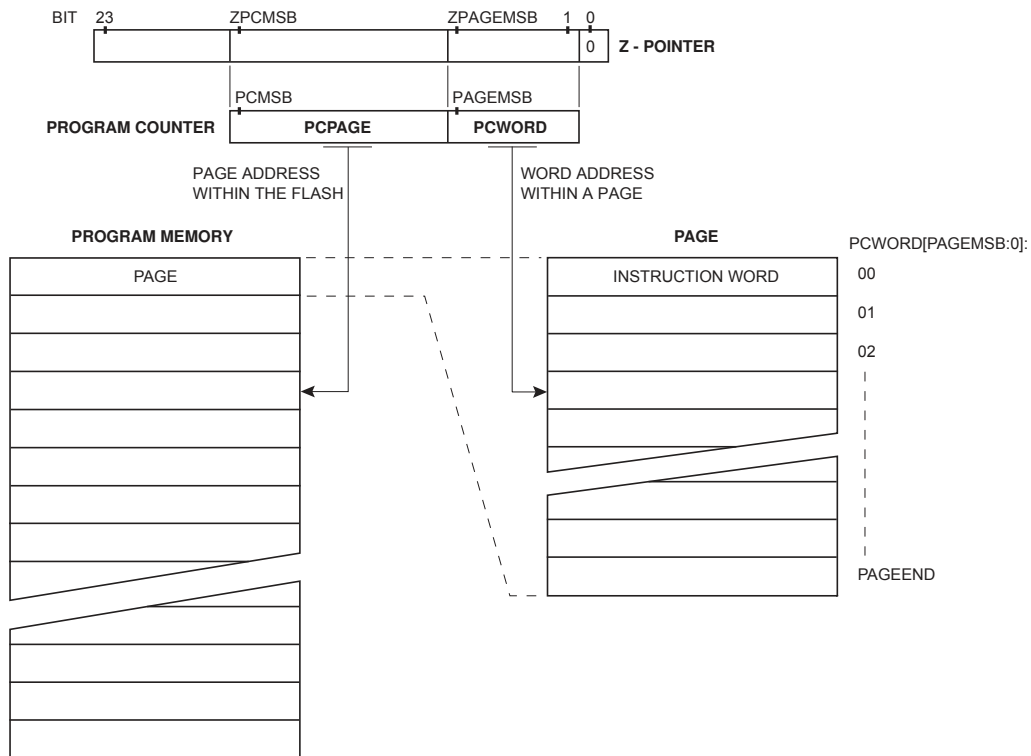 BIT 23 ZPCMSB ZPAGEMSB 1 0
0 Z - POINTER
PCMSB PAGEMSB
PROGRAM COUNTER PCPAGE PCWORD
PAGE ADDRESS
WITHIN THE FLASH
WORD ADDRESS
WITHIN A PAGE
PROGRAM MEMORY
PAGE
PAGE
INSTRUCTION WORD
PCWORD[PAGEMSB:0]:
00
01
02
PAGEEND